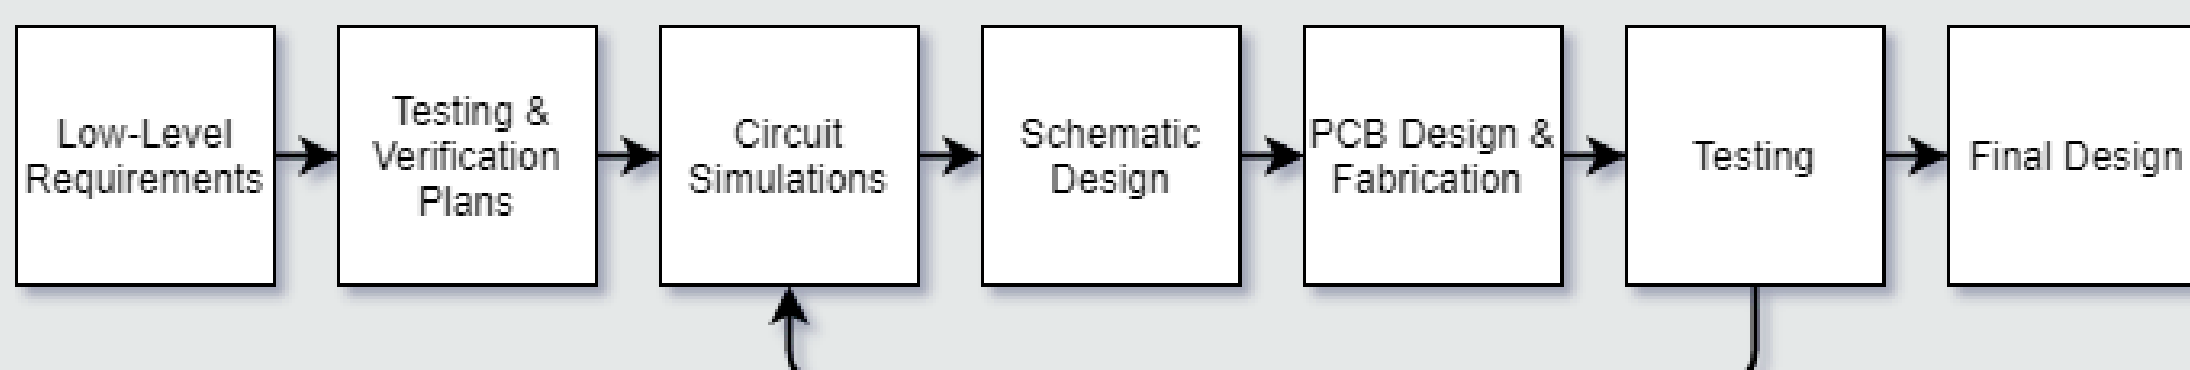 Low-Level
Requirements
Testing &
Verification
Plans
Circuit
Simulations
Schematic
Design
PCB Design &
Fabrication
Testing
Final Design